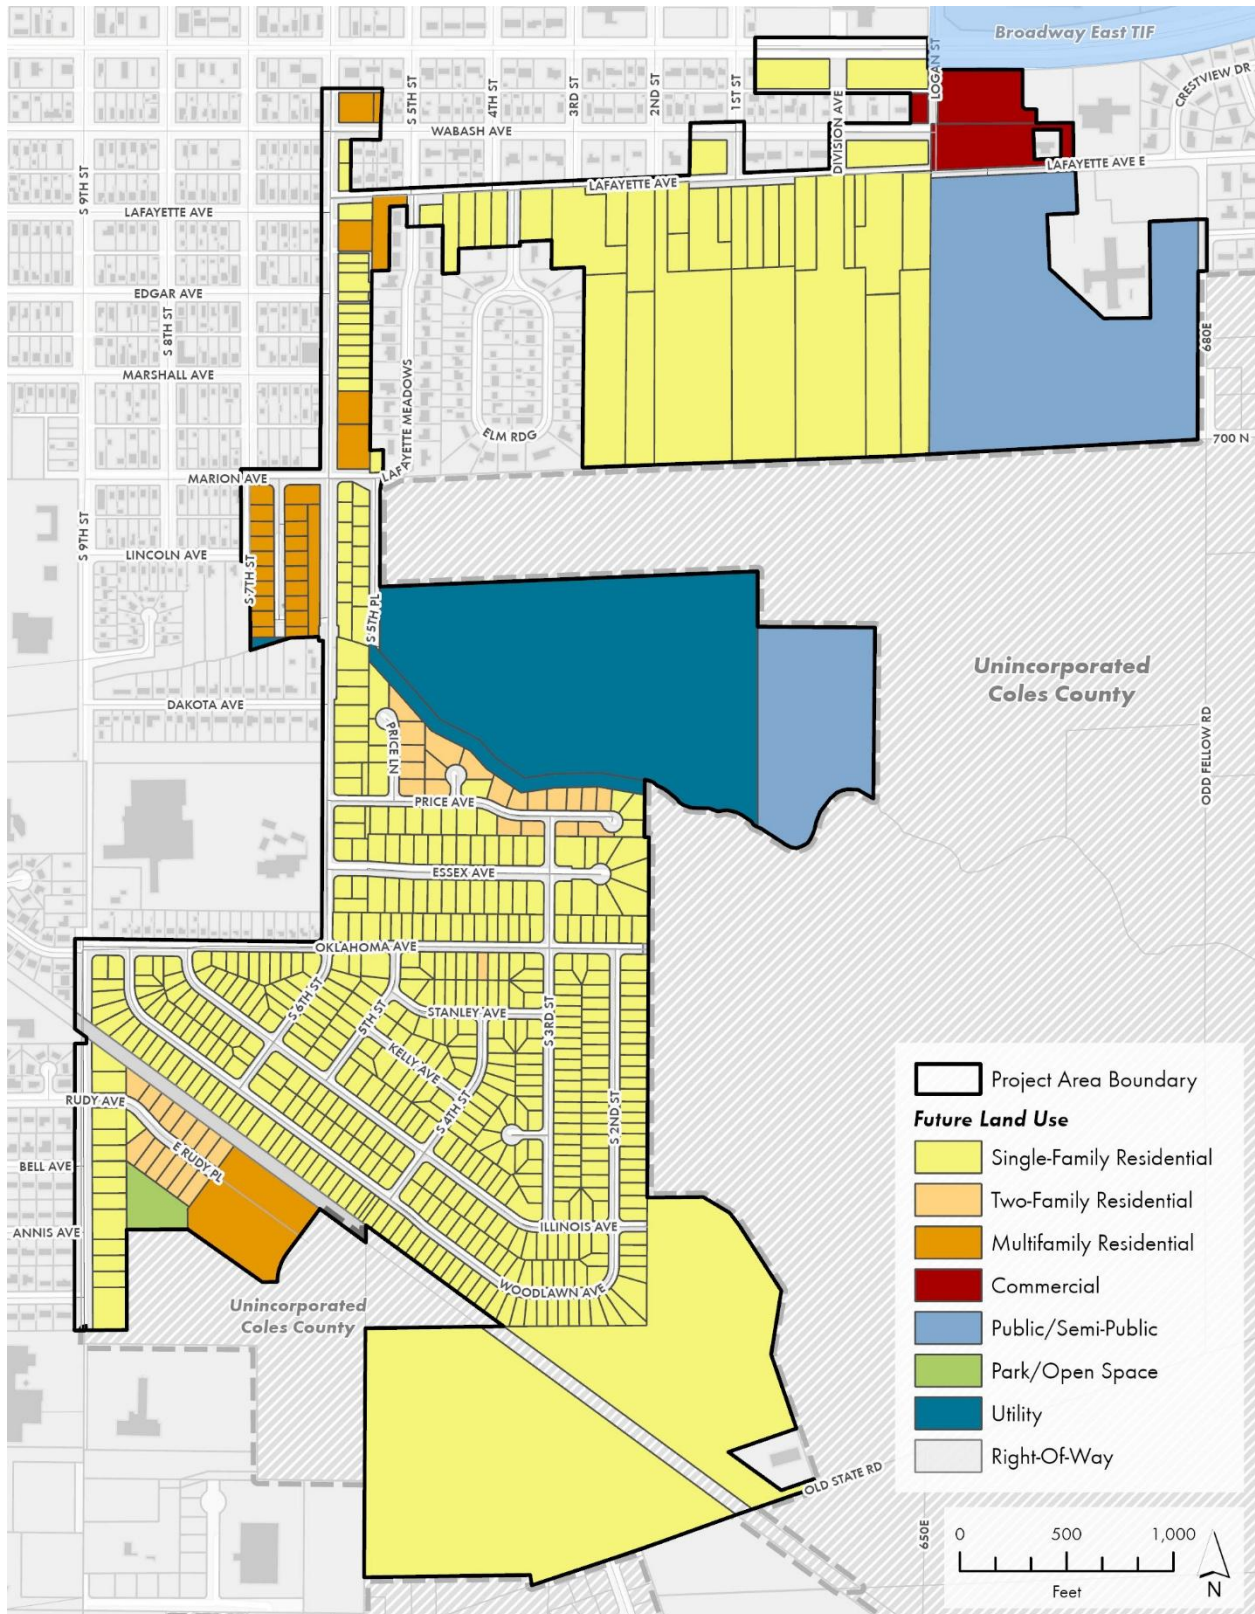 Broadway East TIF
LOGAN ST
CRESTVIEW DR
S 5TH ST
4TH ST
3RD ST
2ND ST
1ST ST
DIVISION AVE
WABASH AVE
LAFAYETTE AVE E
S 9TH ST
LAFAYETTE AVE
LAFAYETTE AVE
EDGAR AVE
S 8TH ST
680E
MARSHALL AVE
LAFAYETTE MEADOWS
ELM RDG
700 N
MARION AVE
S 9TH ST
LINCOLN AVE
S 7TH ST
S 5TH PL
Unincorporated
Coles County
DAKOTA AVE
PRICE LN
ODD FELLOW RD
PRICE AVE
ESSEX AVE
OKLAHOMA AVE
S 6TH ST
5TH ST
STANLEY AVE
S 3RD ST
KELLY AVE
S 4TH ST
S 2ND ST
RUDY AVE
E RUDY PL
BELL AVE
ANNIS AVE
ILLINOIS AVE
WOODLAWN AVE
Unincorporated
Coles County
OLD STATE RD
650E
Project Area Boundary
Future Land Use
Single-Family Residential
Two-Family Residential
Multifamily Residential
Commercial
Public/Semi-Public
Park/Open Space
Utility
Right-Of-Way
0 500 1,000
Feet
N